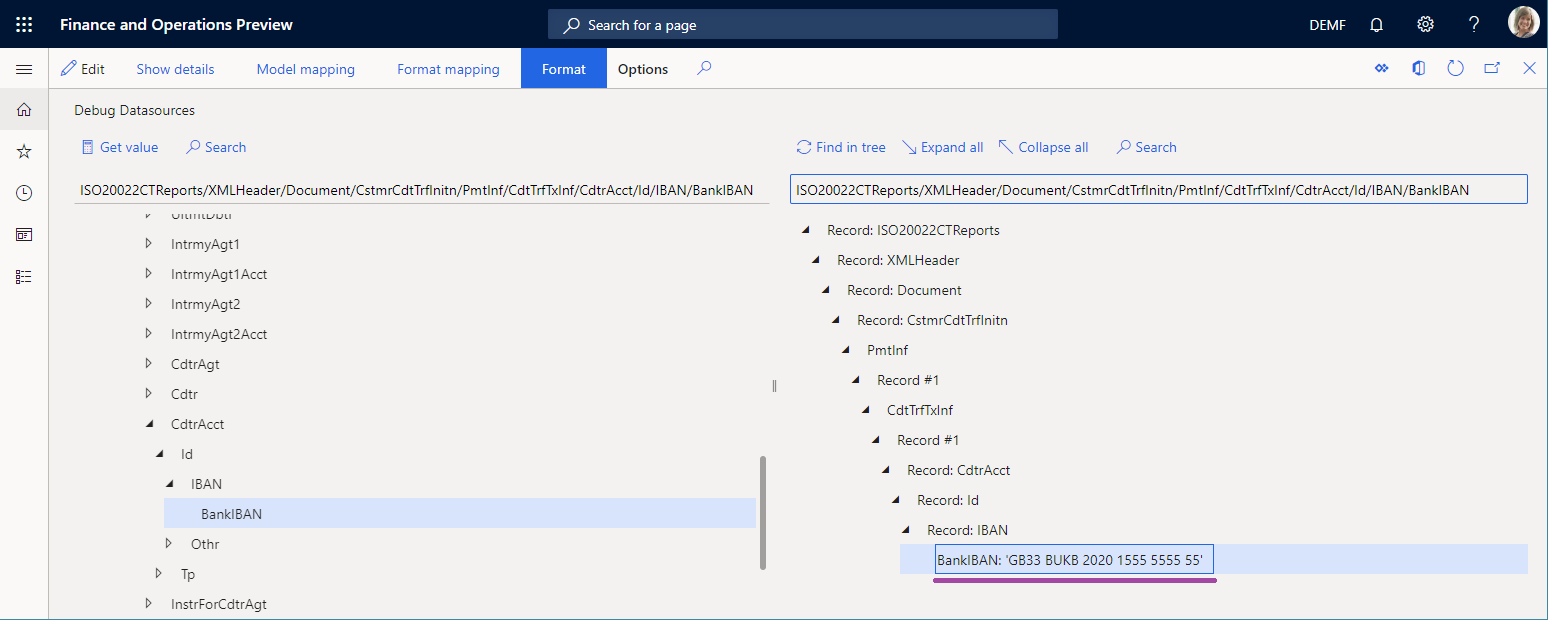 Finance and Operations Preview
Search for a page
DEMF
?
Edit Show details Model mapping Format mapping Format Options
Debug Datasources
Get value Search
Find in tree Expand all Collapse all Search
ISO20022CTReports/XMLHeader/Document/CstmrCdtTrfInitn/PmtInf/CdtTrfTxInf/CdtrAcct/Id/IBAN/BankIBAN
ISO20022CTReports/XMLHeader/Document/CstmrCdtTrfInitn/PmtInf/CdtTrfTxInf/CdtrAcct/Id/IBAN/BankIBAN
UltmtDbtr
IntrmyAgt1
IntrmyAgt1Acct
IntrmyAgt2
IntrmyAgt2Acct
CdtrAgt
Cdtr
CdtrAcct
Id
IBAN
BankIBAN
Othr
Tp
InstrForCdtrAgt
Record: ISO20022CTReports
Record: XMLHeader
Record: Document
Record: CstmrCdtTrfInitn
PmtInf
Record #1
CdtTrfTxInf
Record #1
Record: CdtrAcct
Record: Id
Record: IBAN
BankIBAN: 'GB33 BUKB 2020 1555 5555 55'